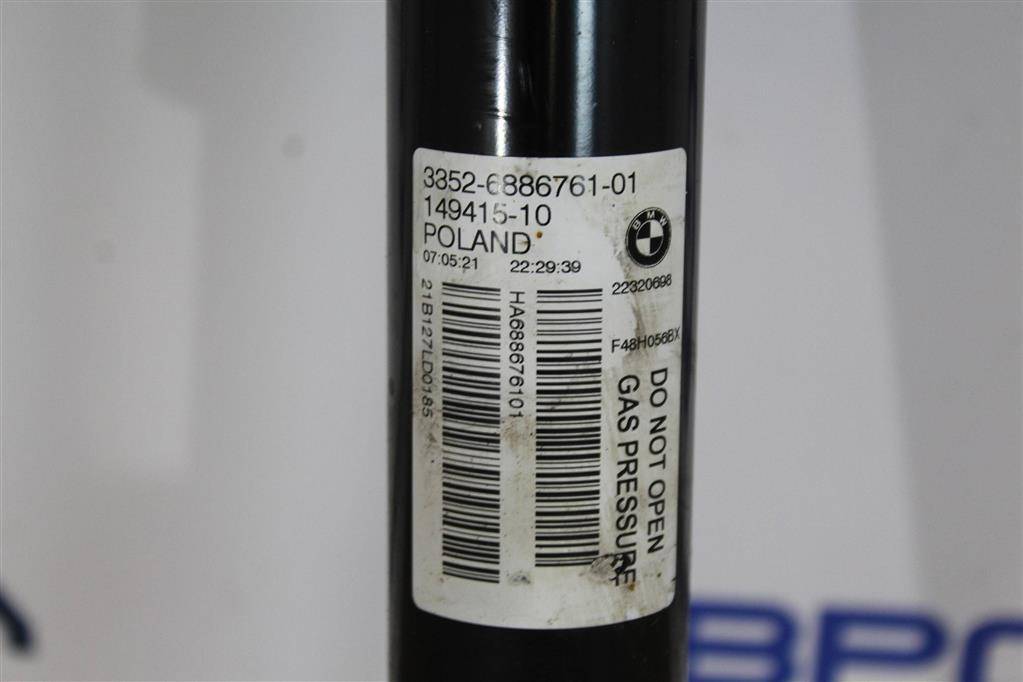 3352-6886761-01
149415-10
POLAND
07:05:21 22:29:39
BMW
22320698
F48H056BX
21B127LD0185
HA688676101
DO NOT OPEN
GAS PRESSURE
ВРО